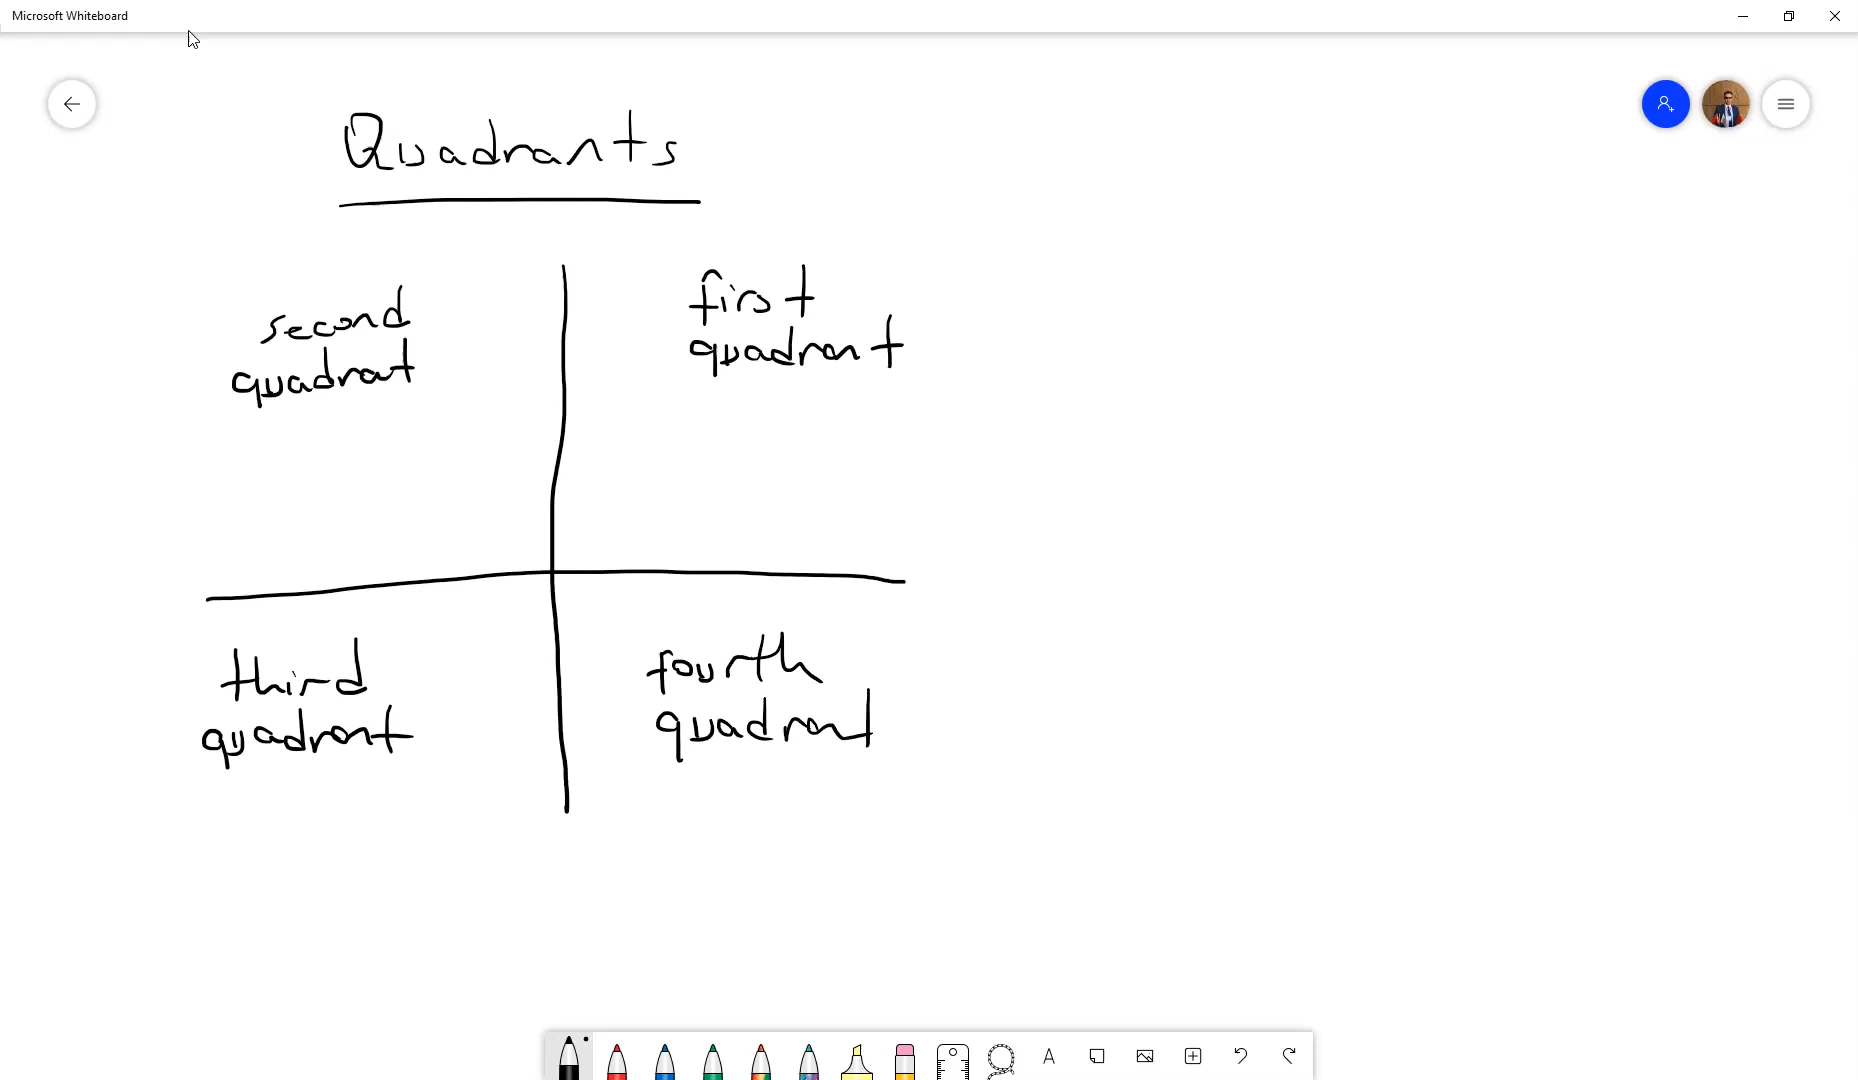 Microsoft Whiteboard
Quadrants
second
quadrant
first
quadrant
third
quadrant
fourth
quadrant